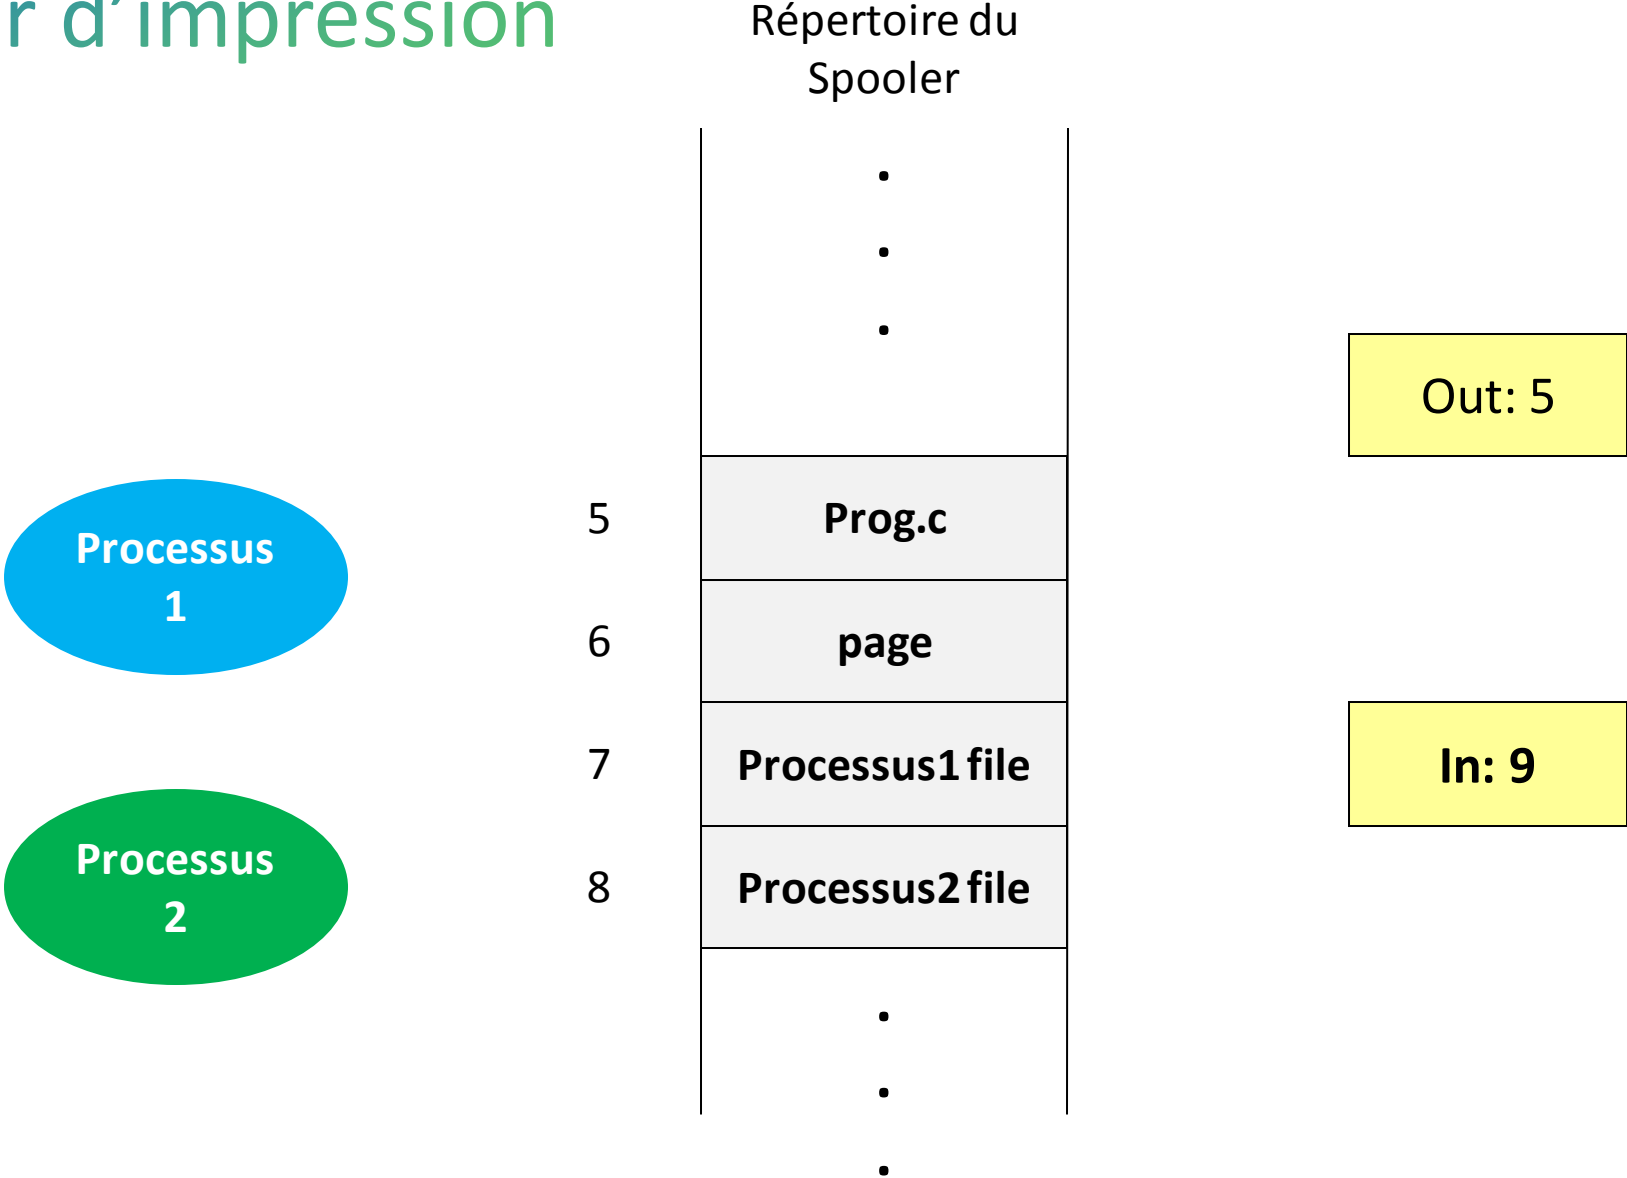 r d’impression
Répertoire du
Spooler
.
.
.
Out: 5
5 Prog.c
Processus
1
6 page
7 Processus1 file
In: 9
Processus
2
8 Processus2 file
.
.
.